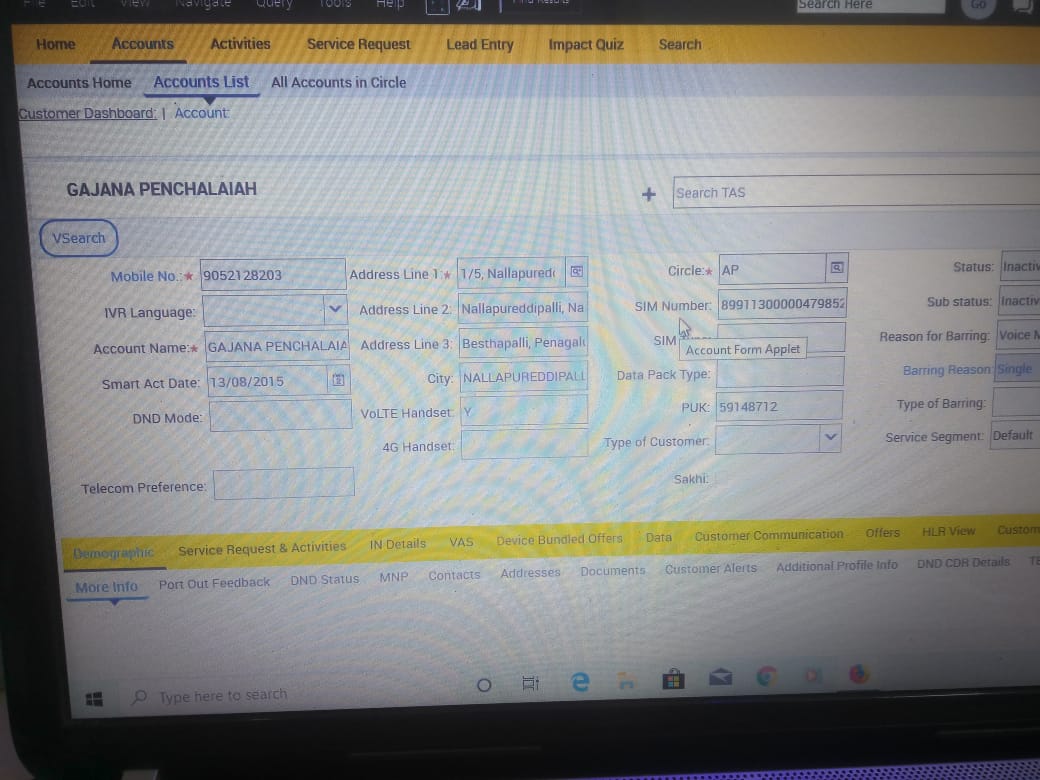 Edit View Navigate Query Tools Help Find Results Search Here GO
Home Accounts Activities Service Request Lead Entry Impact Quiz Search
Accounts Home Accounts List All Accounts in Circle
Customer Dashboard: | Account:
GAJANA PENCHALAIAH + Search TAS
VSearch
Mobile No.:* 9052128203 Address Line 1:* 1/5, Nallapuredd Circle:* AP Status: Inactiv
IVR Language: Address Line 2: Nallapureddipalli, Na SIM Number: 89911300000479852 Sub status: Inactiv
Account Name:* GAJANA PENCHALAIA Address Line 3: Besthapalli, Penagalu SIM Reason for Barring: Voice M
Account Form Applet
Smart Act Date: 13/08/2015 City: NALLAPUREDDIPALL Data Pack Type: Barring Reason: Single
DND Mode: VoLTE Handset: Y PUK: 59148712 Type of Barring:
4G Handset: Type of Customer: Service Segment: Default
Telecom Preference: Sakhi:
Demographic Service Request & Activities IN Details VAS Device Bundled Offers Data Customer Communication Offers HLR View Custom
More Info Port Out Feedback DND Status MNP Contacts Addresses Documents Customer Alerts Additional Profile Info DND CDR Details
Type here to search